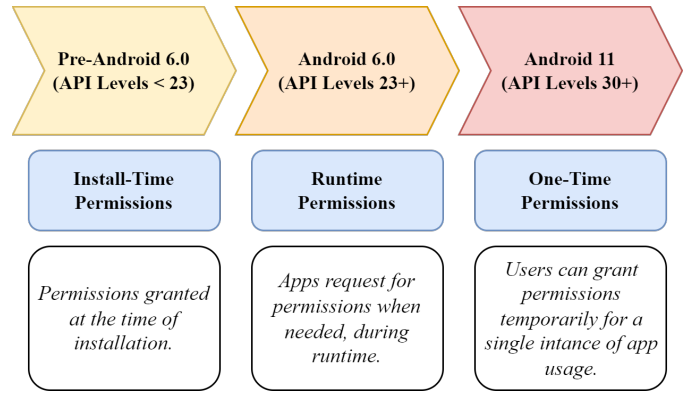 Pre-Android 6.0
(API Levels < 23)
Android 6.0
(API Levels 23+)
Android 11
(API Levels 30+)
Install-Time
Permissions
Runtime
Permissions
One-Time
Permissions
Permissions granted
at the time of
installation.
Apps request for
permissions when
needed, during
runtime.
Users can grant
permissions
temporarily for a
single intance of app
usage.